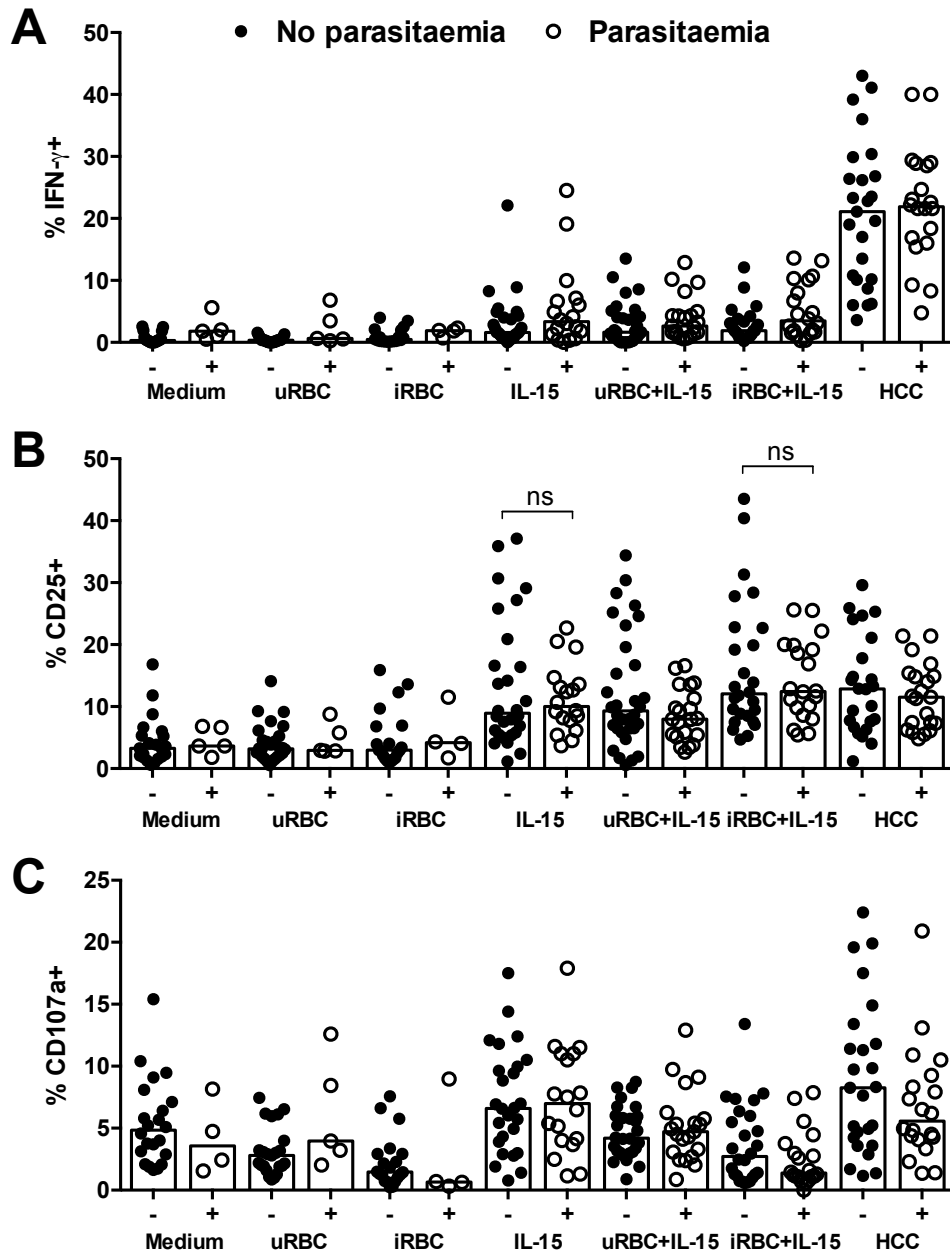 A
No parasitaemia
Parasitaemia
% IFN-γ+
50
40
30
20
10
0
- + - + - + - + - + - + - +
Medium uRBC iRBC IL-15 uRBC+IL-15 iRBC+IL-15 HCC
B
% CD25+
50
40
30
20
10
0
ns
ns
- + - + - + - + - + - + - +
Medium uRBC iRBC IL-15 uRBC+IL-15 iRBC+IL-15 HCC
C
% CD107a+
25
20
15
10
5
0
- + - + - + - + - + - + - +
Medium uRBC iRBC IL-15 uRBC+IL-15 iRBC+IL-15 HCC